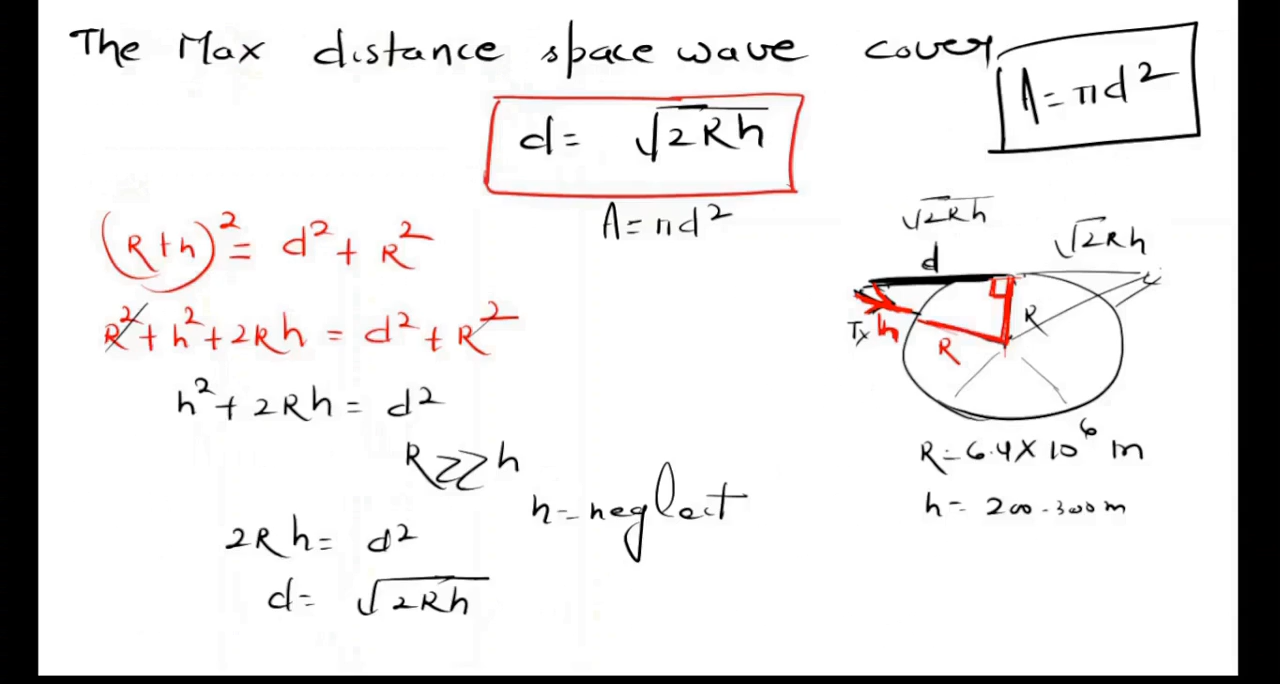 The Max distance space wave cover
A = πd²
d = √2Rh
A = πd²
(R + h)² = d² + R²
R² + h² + 2Rh = d² + R²
h² + 2Rh = d²
R >> h
h = neglect
2Rh = d²
d = √2Rh
√2Rh
√2Rh
d
R
Tx h
R
R = 6.4 × 10⁶ m
h = 200 - 300 m